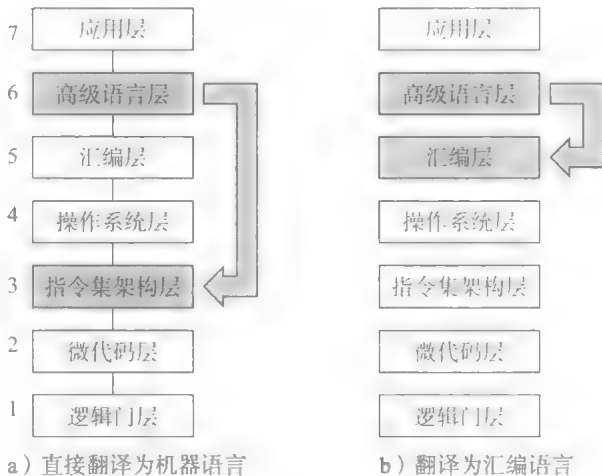 7 应用层 应用层
6 高级语言层 高级语言层
5 汇编层 汇编层
4 操作系统层 操作系统层
3 指令集架构层 指令集架构层
2 微代码层 微代码层
1 逻辑门层 逻辑门层
a）直接翻译为机器语言 b）翻译为汇编语言